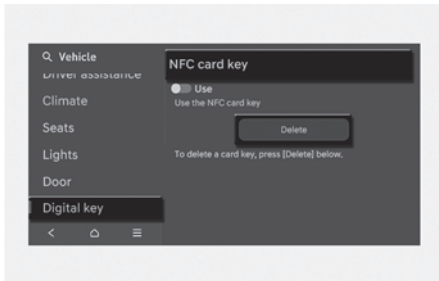 Vehicle
Driver assistance
Climate
Seats
Lights
Door
Digital key
NFC card key
Use
Use the NFC card key
Delete
To delete a card key, press [Delete] below.